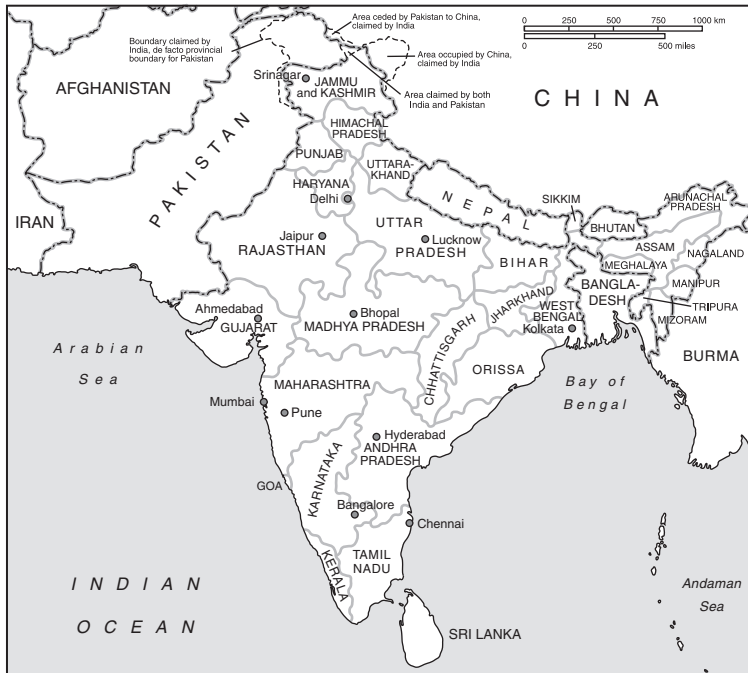 Boundary claimed by
India, de facto provincial
boundary for Pakistan
Area ceded by Pakistan to China,
claimed by India
Area occupied by China,
claimed by India
Area claimed by both
India and Pakistan
0 250 500 750 1000 km
0 250 500 miles
AFGHANISTAN
Srinagar
JAMMU
and KASHMIR
CHINA
HIMACHAL
PRADESH
PAKISTAN
PUNJAB
UTTARA-
KHAND
IRAN
HARYANA
Delhi
NEPAL
SIKKIM
ARUNACHAL
PRADESH
BHUTAN
Jaipur
RAJASTHAN
UTTAR
PRADESH
Lucknow
ASSAM
NAGALAND
BIHAR
MEGHALAYA
MANIPUR
BANGLA-
DESH
TRIPURA
MIZORAM
JHARKHAND
WEST
BENGAL
Kolkata
Ahmedabad
GUJARAT
Bhopal
MADHYA PRADESH
CHHATTISGARH
BURMA
Arabian
Sea
ORISSA
Bay of
Bengal
MAHARASHTRA
Mumbai
Pune
Hyderabad
ANDHRA
PRADESH
KARNATAKA
GOA
Bangalore
Chennai
KERALA
TAMIL
NADU
INDIAN
OCEAN
SRI LANKA
Andaman
Sea